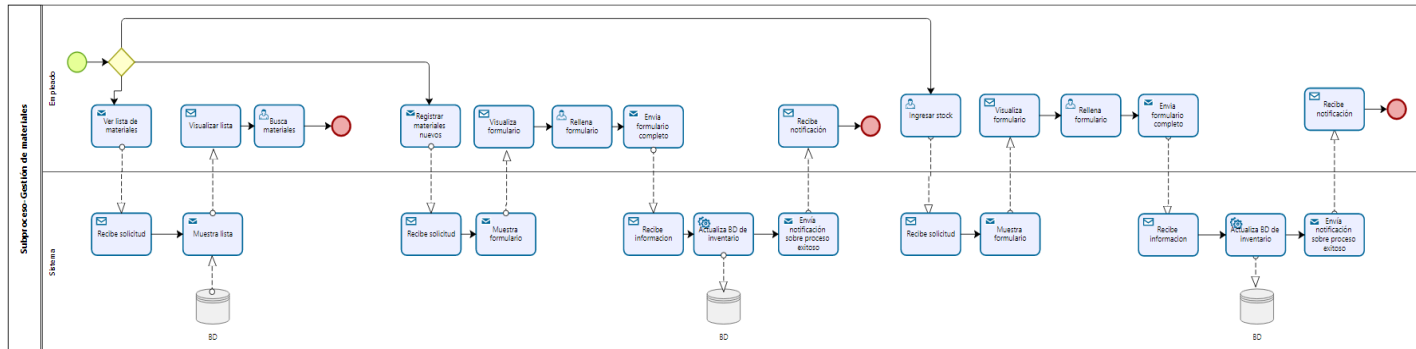 Subproceso-Gestión de materiales
Empleado
Ver lista de
materiales
Visualizar lista
Busca
materiales
Registrar
materiales
nuevos
Visualiza
formulario
Rellena
formulario
Envia
formulario
completo
Recibe
notificación
Ingresar stock
Visualiza
formulario
Rellena
formulario
Envia
formulario
completo
Recibe
notificación
Sistema
Recibe solicitud
Muestra lista
BD
Recibe solicitud
Muestra
formulario
Recibe
informacion
Actualiza BD de
inventario
BD
Envía
notificación
sobre proceso
exitoso
Recibe solicitud
Muestra
formulario
Recibe
informacion
Actualiza BD de
inventario
BD
Envía
notificación
sobre proceso
exitoso